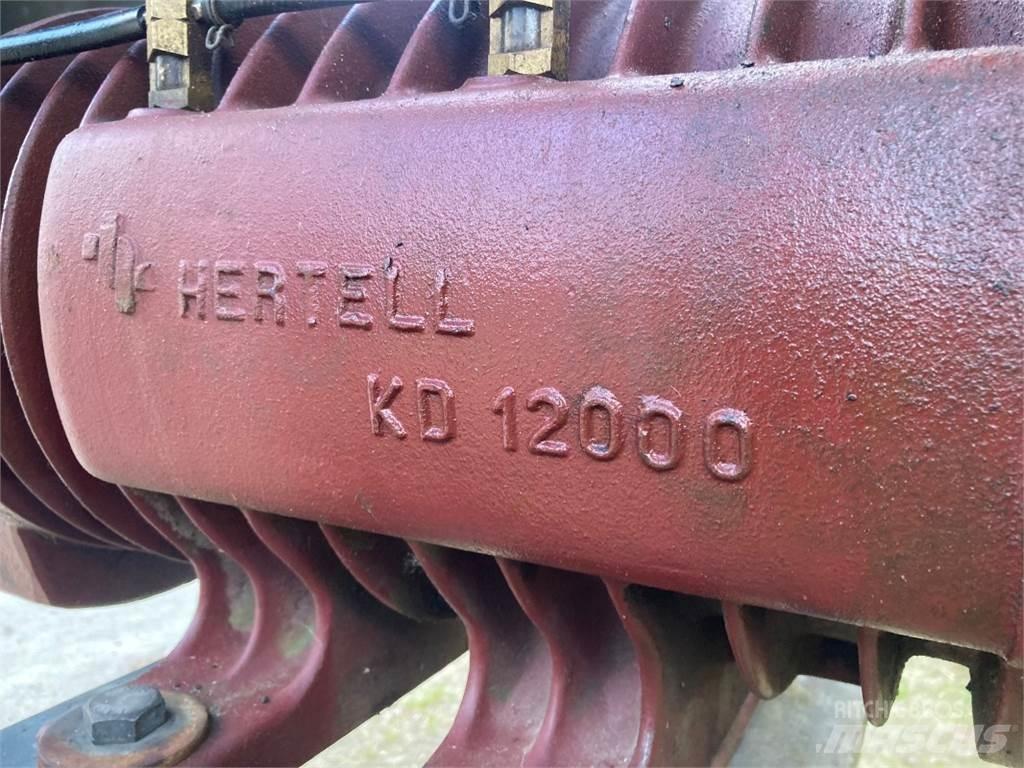 HERTELL
KD 12000
RITCHIE BROS.
MASCUS